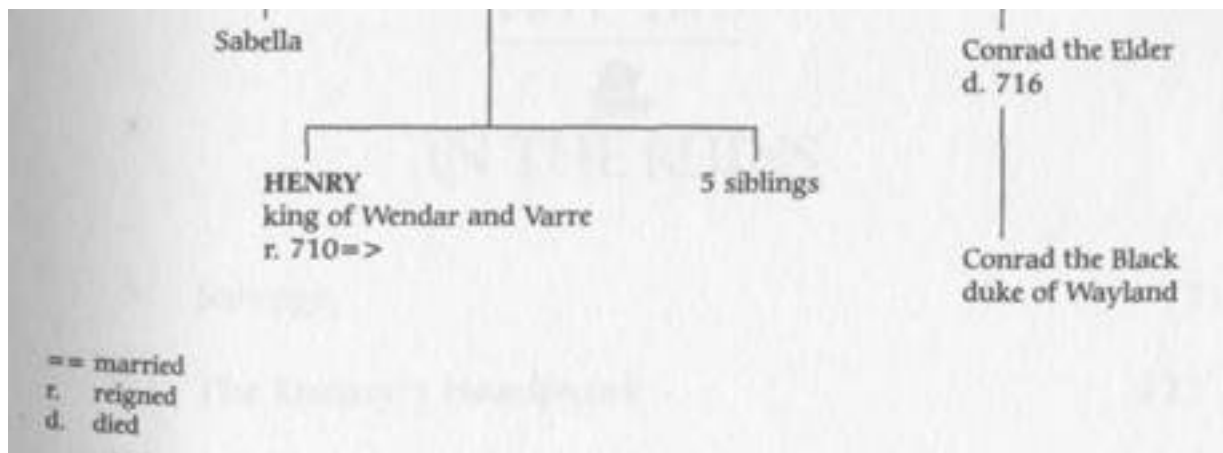 Sabella
Conrad the Elder
d. 716
HENRY
king of Wendar and Varre
r. 710=>
5 siblings
Conrad the Black
duke of Wayland
== married
r. reigned
d. died